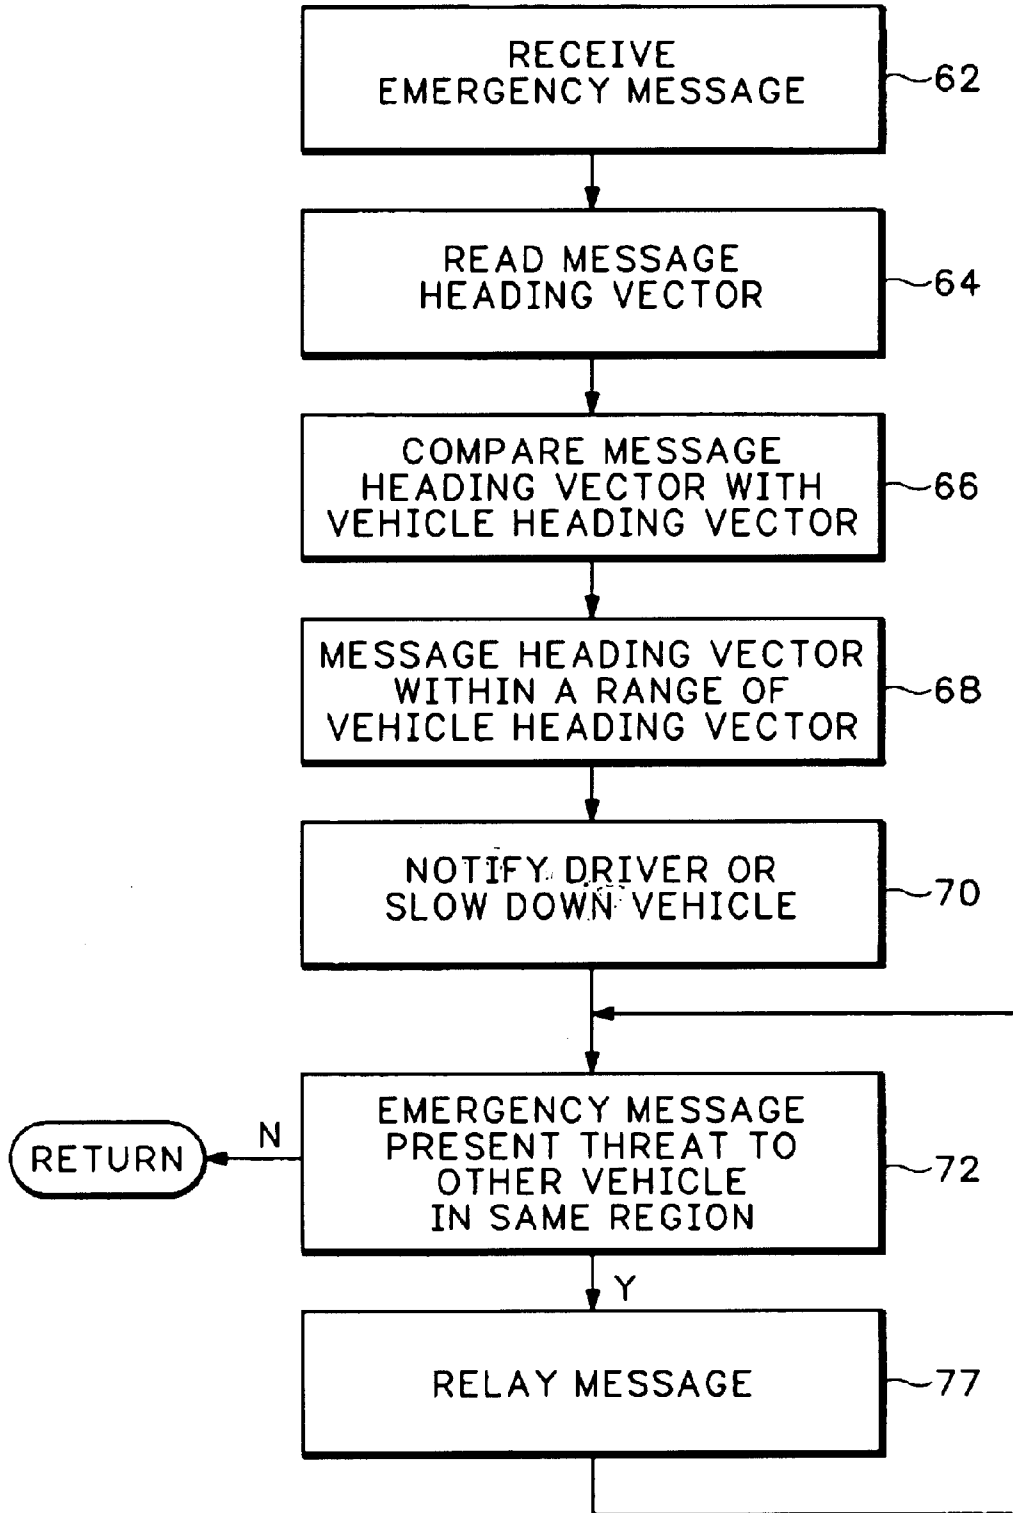 RECEIVE
EMERGENCY MESSAGE
62
READ MESSAGE
HEADING VECTOR
64
COMPARE MESSAGE
HEADING VECTOR WITH
VEHICLE HEADING VECTOR
66
MESSAGE HEADING VECTOR
WITHIN A RANGE OF
VEHICLE HEADING VECTOR
68
NOTIFY DRIVER OR
SLOW DOWN VEHICLE
70
EMERGENCY MESSAGE
PRESENT THREAT TO
OTHER VEHICLE
IN SAME REGION
72
N
RETURN
Y
RELAY MESSAGE
77